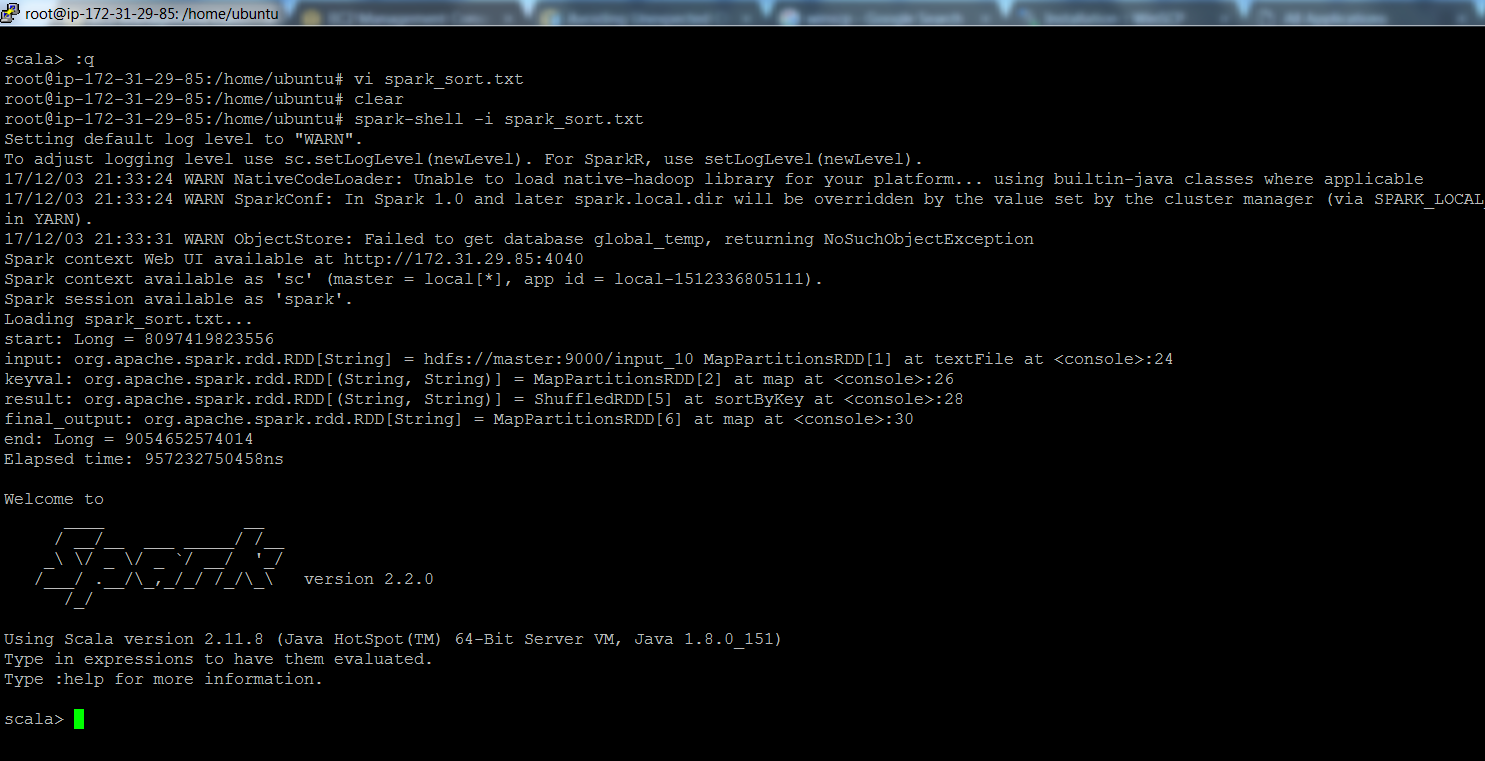 root@ip-172-31-29-85: /home/ubuntu
scala> :q
root@ip-172-31-29-85:/home/ubuntu# vi spark_sort.txt
root@ip-172-31-29-85:/home/ubuntu# clear
root@ip-172-31-29-85:/home/ubuntu# spark-shell -i spark_sort.txt
Setting default log level to "WARN".
To adjust logging level use sc.setLogLevel(newLevel). For SparkR, use setLogLevel(newLevel).
17/12/03 21:33:24 WARN NativeCodeLoader: Unable to load native-hadoop library for your platform... using builtin-java classes where applicable
17/12/03 21:33:24 WARN SparkConf: In Spark 1.0 and later spark.local.dir will be overridden by the value set by the cluster manager (via SPARK_LOCAL_
in YARN).
17/12/03 21:33:31 WARN ObjectStore: Failed to get database global_temp, returning NoSuchObjectException
Spark context Web UI available at http://172.31.29.85:4040
Spark context available as 'sc' (master = local[*], app id = local-1512336805111).
Spark session available as 'spark'.
Loading spark_sort.txt...
start: Long = 8097419823556
input: org.apache.spark.rdd.RDD[String] = hdfs://master:9000/input_10 MapPartitionsRDD[1] at textFile at <console>:24
keyval: org.apache.spark.rdd.RDD[(String, String)] = MapPartitionsRDD[2] at map at <console>:26
result: org.apache.spark.rdd.RDD[(String, String)] = ShuffledRDD[5] at sortByKey at <console>:28
final_output: org.apache.spark.rdd.RDD[String] = MapPartitionsRDD[6] at map at <console>:30
end: Long = 9054652574014
Elapsed time: 957232750458ns
Welcome to
Spark version 2.2.0
Using Scala version 2.11.8 (Java HotSpot(TM) 64-Bit Server VM, Java 1.8.0_151)
Type in expressions to have them evaluated.
Type :help for more information.
scala>